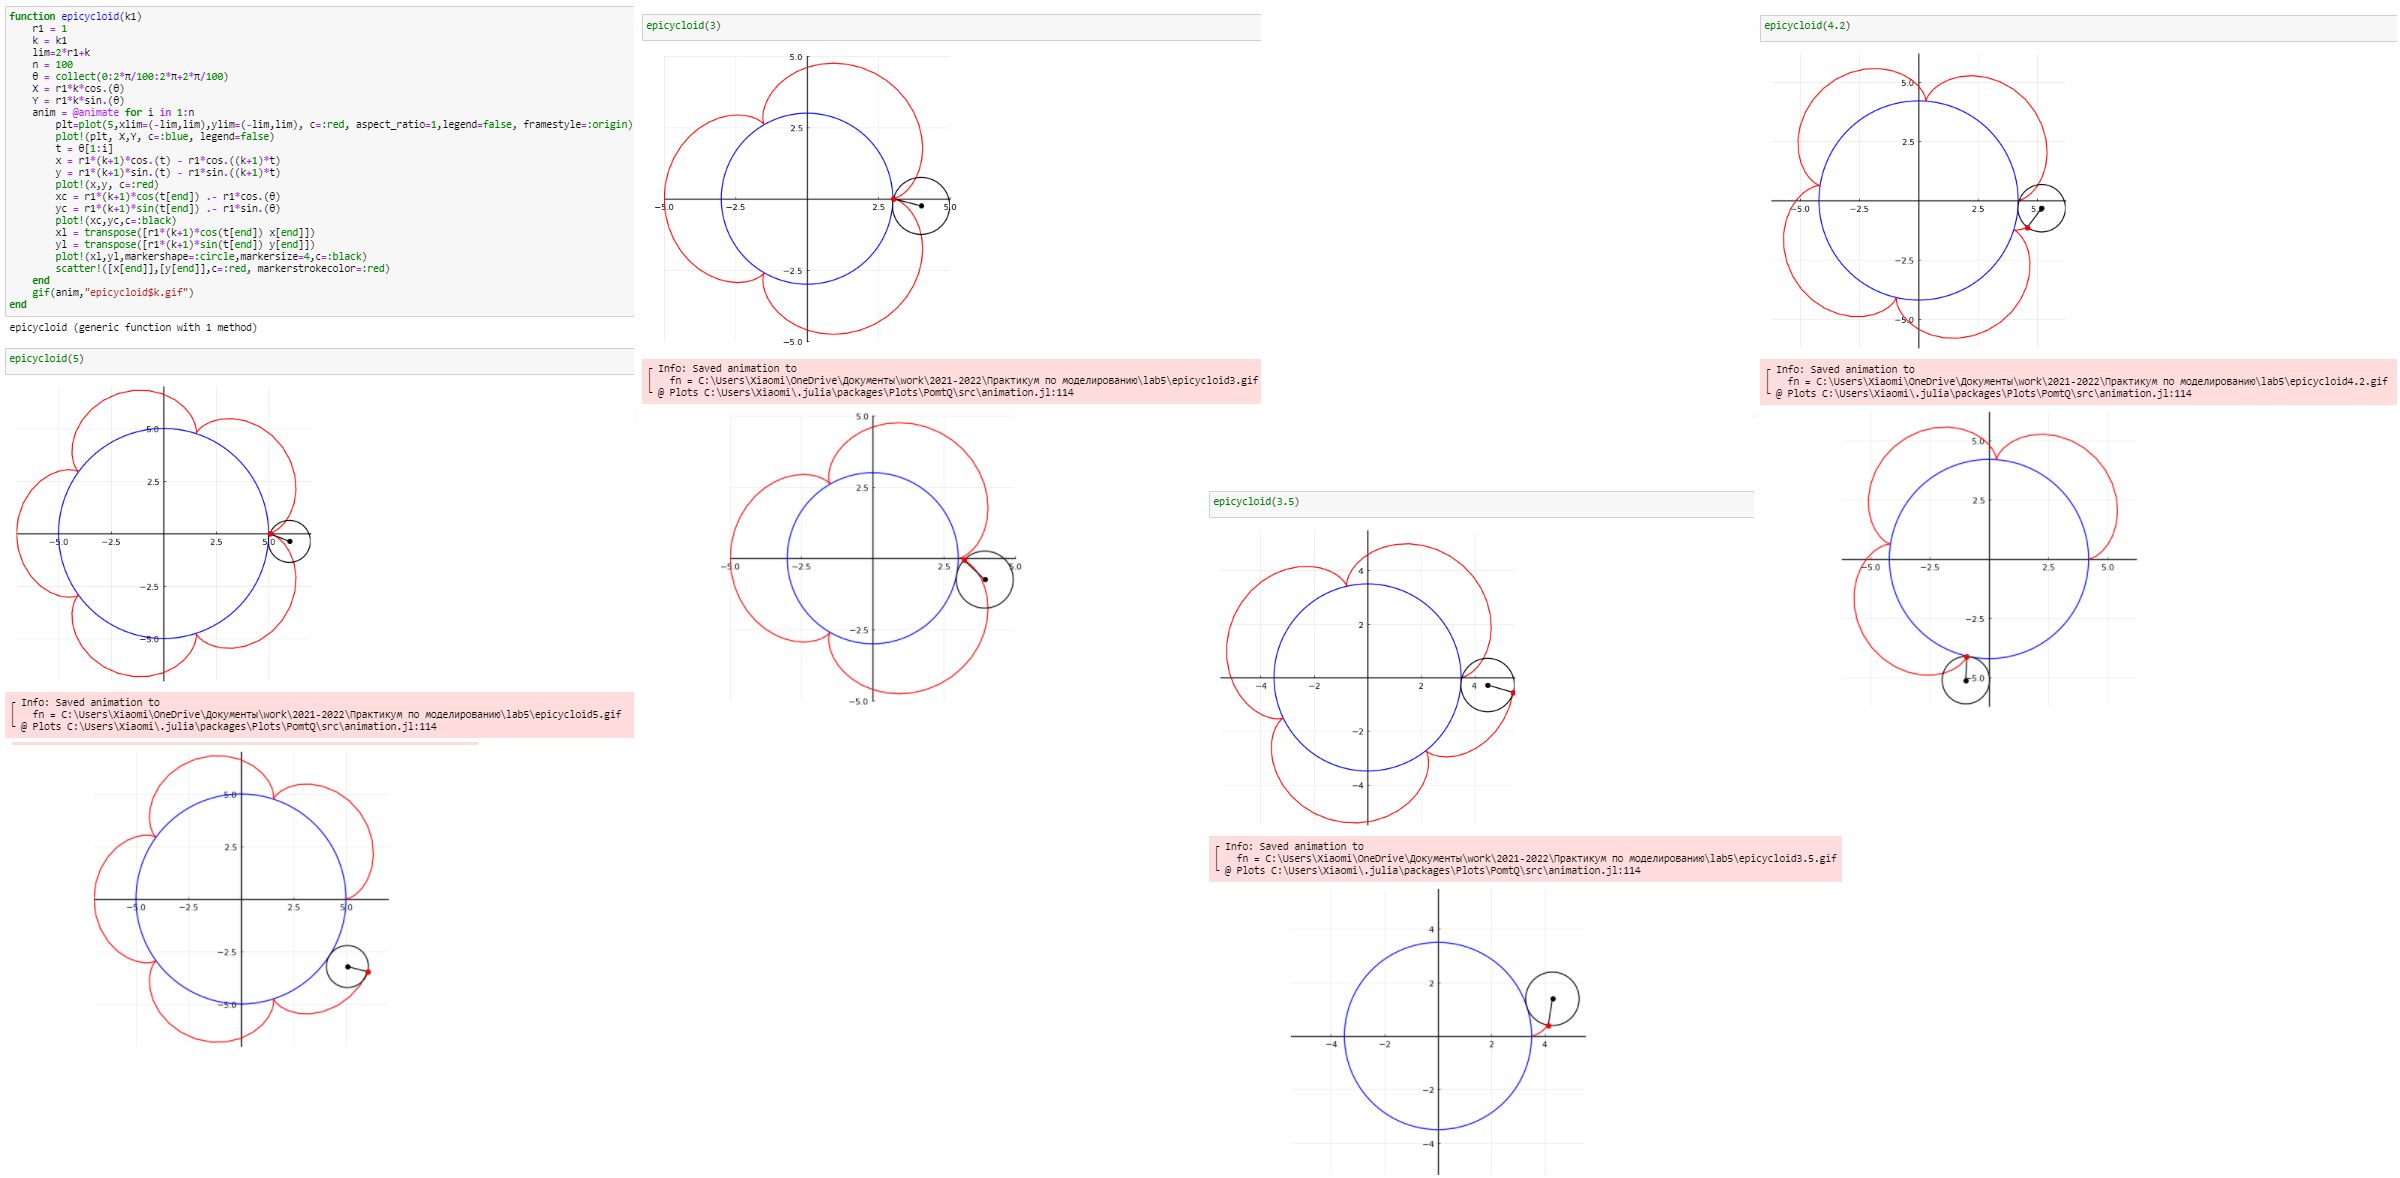 function epicycloid(k1)
    r1 = 1
    k = k1
    lim=2*r1+k
    n = 100
    θ = collect(0:2*π/100:2*π+2*π/100)
    X = r1*k*cos.(θ)
    Y = r1*k*sin.(θ)
    anim = @animate for i in 1:n
        plt=plot(5,xlim=(-lim,lim),ylim=(-lim,lim), c=:red, aspect_ratio=1,legend=false, framestyle=:origin)
        plot!(plt, X,Y, c=:blue, legend=false)
        t = θ[1:i]
        x = r1*(k+1)*cos.(t) - r1*cos.((k+1)*t)
        y = r1*(k+1)*sin.(t) - r1*sin.((k+1)*t)
        plot!(x,y, c=:red)
        xc = r1*(k+1)*cos(t[end]) .- r1*cos.(θ)
        yc = r1*(k+1)*sin(t[end]) .- r1*sin.(θ)
        plot!(xc,yc,c=:black)
        xl = transpose([r1*(k+1)*cos(t[end]) x[end]])
        yl = transpose([r1*(k+1)*sin(t[end]) y[end]])
        plot!(xl,yl,markershape=:circle,markersize=4,c=:black)
        scatter!([x[end]],[y[end]],c=:red, markerstrokecolor=:red)
    end
    gif(anim,"epicycloid$k.gif")
end
epicycloid (generic function with 1 method)
epicycloid(5)
5.0
2.5
−5.0 −2.5 2.5 5.0
−2.5
−5.0
Info: Saved animation to
fn = C:\Users\Xiaomi\OneDrive\Документы\work\2021-2022\Практикум по моделированию\lab5\epicycloid5.gif
@ Plots C:\Users\Xiaomi\.julia\packages\Plots\PomtQ\src\animation.jl:114
5.0
2.5
−5.0 −2.5 2.5 5.0
−2.5
−5.0
epicycloid(3)
5.0
2.5
−5.0 −2.5 2.5 5.0
−2.5
−5.0
Info: Saved animation to
fn = C:\Users\Xiaomi\OneDrive\Документы\work\2021-2022\Практикум по моделированию\lab5\epicycloid3.gif
@ Plots C:\Users\Xiaomi\.julia\packages\Plots\PomtQ\src\animation.jl:114
5.0
2.5
−5.0 −2.5 2.5 5.0
−2.5
−5.0
epicycloid(3.5)
4
2
−4 −2 2 4
−2
−4
Info: Saved animation to
fn = C:\Users\Xiaomi\OneDrive\Документы\work\2021-2022\Практикум по моделированию\lab5\epicycloid3.5.gif
@ Plots C:\Users\Xiaomi\.julia\packages\Plots\PomtQ\src\animation.jl:114
4
2
−4 −2 2 4
−2
−4
epicycloid(4.2)
5.0
2.5
−5.0 −2.5 2.5 5.0
−2.5
−5.0
Info: Saved animation to
fn = C:\Users\Xiaomi\OneDrive\Документы\work\2021-2022\Практикум по моделированию\lab5\epicycloid4.2.gif
@ Plots C:\Users\Xiaomi\.julia\packages\Plots\PomtQ\src\animation.jl:114
5.0
2.5
−5.0 −2.5 2.5 5.0
−2.5
−5.0